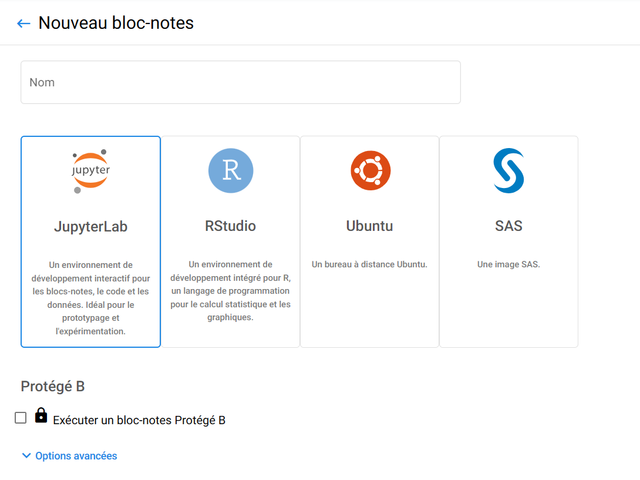 Nouveau bloc-notes
Nom
jupyter
R
JupyterLab
RStudio
Ubuntu
SAS
Un environnement de
développement interactif pour
les blocs-notes, le code et les
données. Idéal pour le
prototypage et
l'expérimentation.
Un environnement de
développement intégré pour R,
un langage de programmation
pour le calcul statistique et les
graphiques.
Un bureau à distance Ubuntu.
Une image SAS.
Protégé B
Exécuter un bloc-notes Protégé B
Options avancées